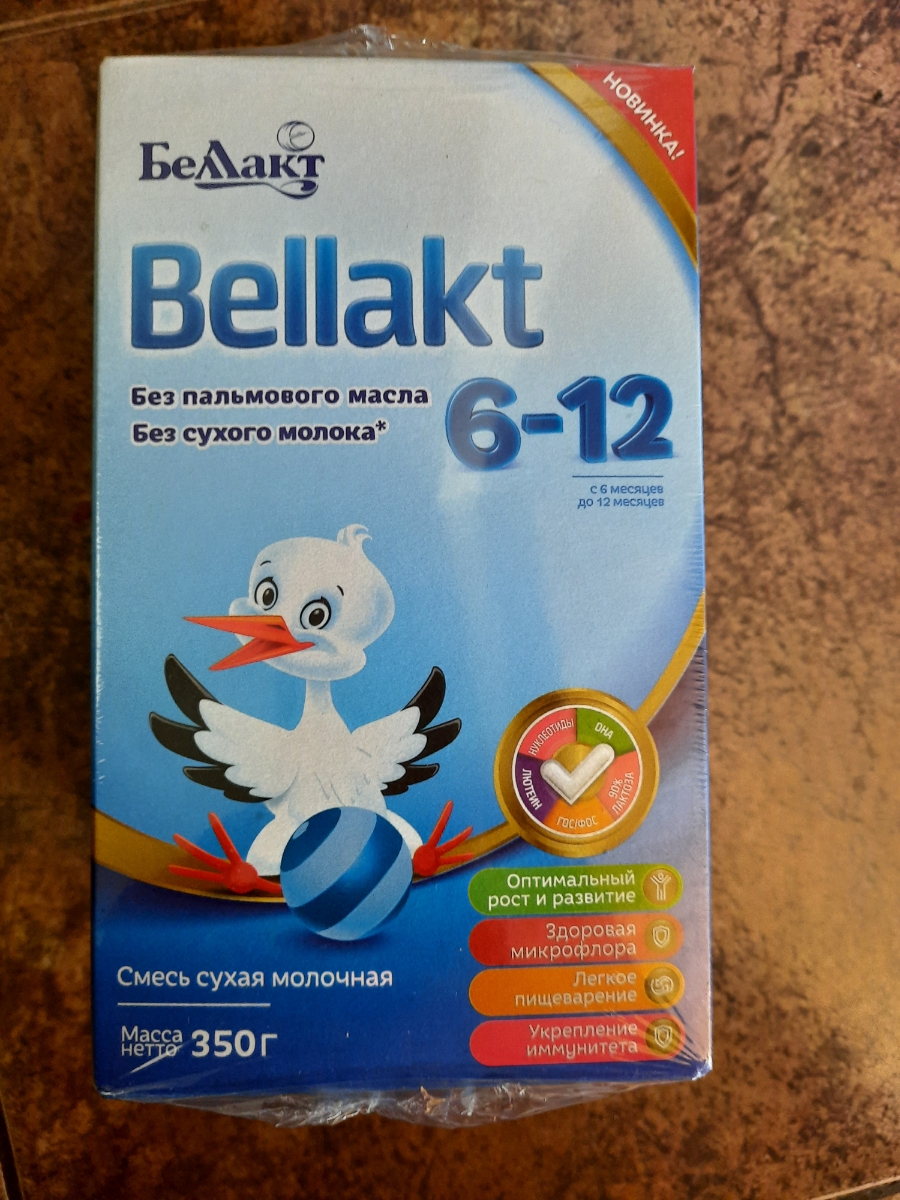 НОВИНКА!
Беллакт
Bellakt
Без пальмового масла
Без сухого молока*
6-12
с 6 месяцев
до 12 месяцев
НУКЛЕОТИДЫ
DHA
ЛЮТЕИН
90%
ЛАКТОЗА
ГОС/ФОС
Оптимальный
рост и развитие
Здоровая
микрофлора
Легкое
пищеварение
Укрепление
иммунитета
Смесь сухая молочная
Масса
нетто 350г